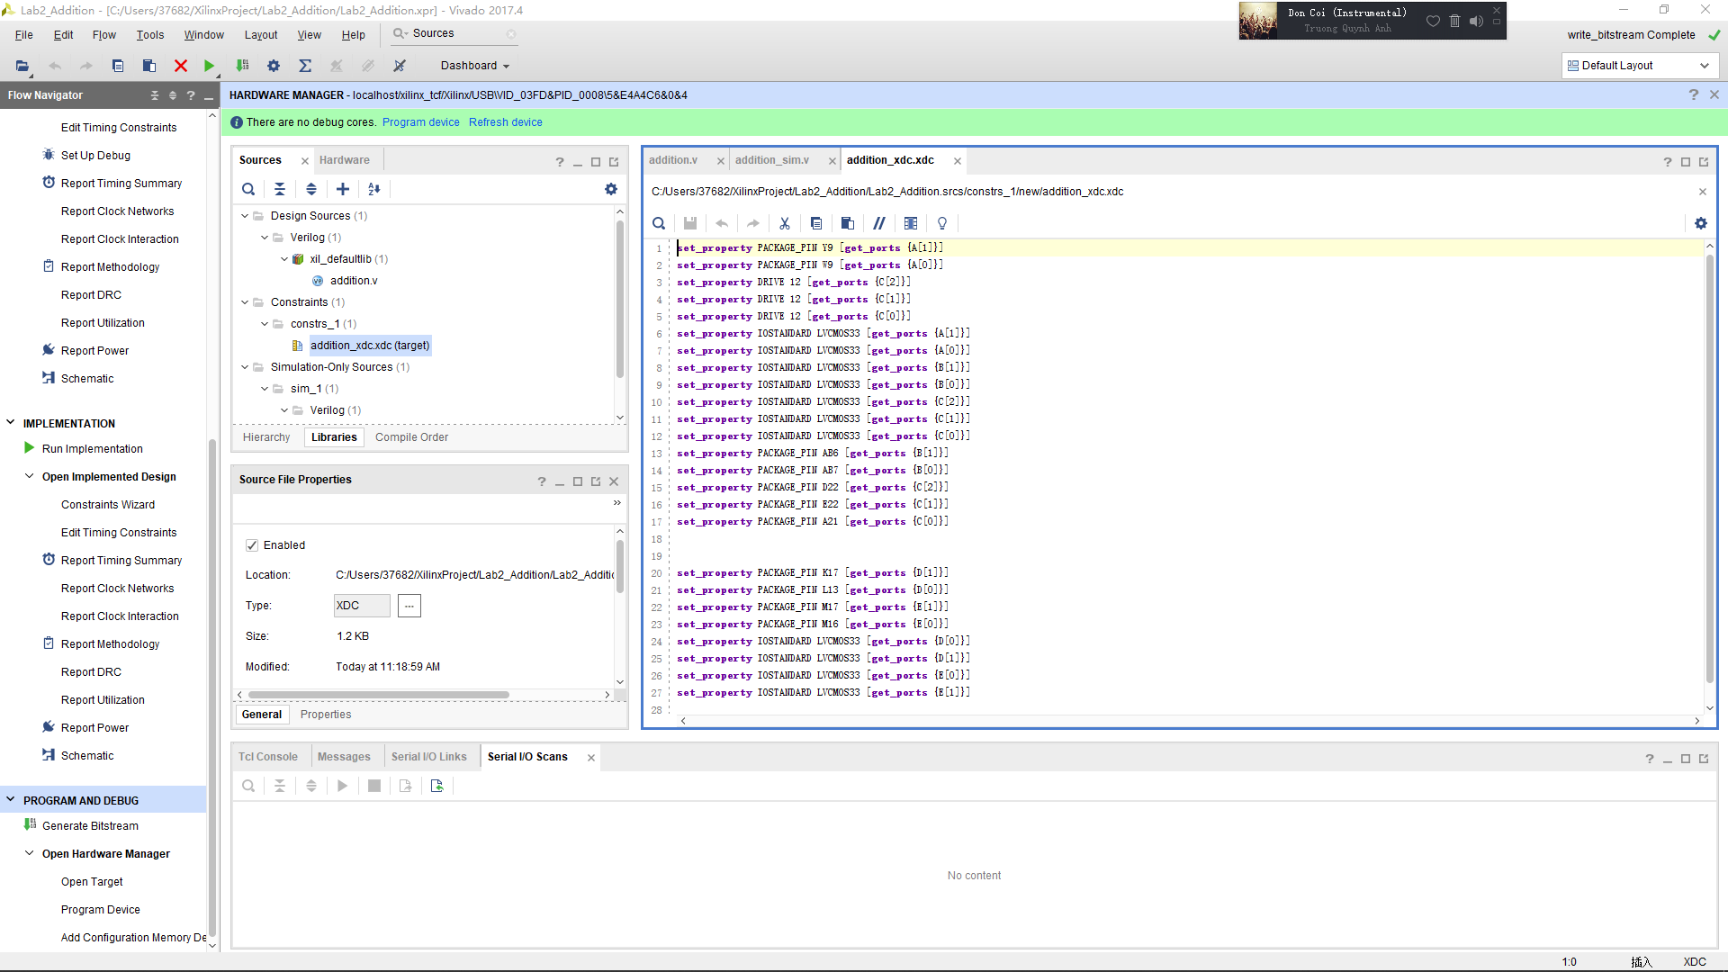 Lab2_Addition - [C:/Users/37682/XilinxProject/Lab2_Addition/Lab2_Addition.xpr] - Vivado 2017.4
Don Coi (Instrumental)
Truong Quynh Anh
File Edit Flow Tools Window Layout View Help
Sources
write_bitstream Complete
Dashboard
Default Layout
Flow Navigator
HARDWARE MANAGER - localhost/xilinx_tcf/Xilinx/USB\VID_03FD&PID_0008\5&E4A4C6&0&4
There are no debug cores. Program device Refresh device
Edit Timing Constraints
Set Up Debug
Report Timing Summary
Report Clock Networks
Report Clock Interaction
Report Methodology
Report DRC
Report Utilization
Report Power
Schematic
IMPLEMENTATION
Run Implementation
Open Implemented Design
Constraints Wizard
Edit Timing Constraints
Report Timing Summary
Report Clock Networks
Report Clock Interaction
Report Methodology
Report DRC
Report Utilization
Report Power
Schematic
PROGRAM AND DEBUG
Generate Bitstream
Open Hardware Manager
Open Target
Program Device
Add Configuration Memory De
Sources Hardware
Design Sources (1)
Verilog (1)
xil_defaultlib (1)
addition.v
Constraints (1)
constrs_1 (1)
addition_xdc.xdc (target)
Simulation-Only Sources (1)
sim_1 (1)
Verilog (1)
Hierarchy Libraries Compile Order
Source File Properties
Enabled
Location: C:/Users/37682/XilinxProject/Lab2_Addition/Lab2_Additio
Type: XDC ...
Size: 1.2 KB
Modified: Today at 11:18:59 AM
General Properties
addition.v addition_sim.v addition_xdc.xdc
C:/Users/37682/XilinxProject/Lab2_Addition/Lab2_Addition.srcs/constrs_1/new/addition_xdc.xdc
1 set_property PACKAGE_PIN Y9 [get_ports {A[1]}]
2 set_property PACKAGE_PIN W9 [get_ports {A[0]}]
3 set_property DRIVE 12 [get_ports {C[2]}]
4 set_property DRIVE 12 [get_ports {C[1]}]
5 set_property DRIVE 12 [get_ports {C[0]}]
6 set_property IOSTANDARD LVCMOS33 [get_ports {A[1]}]
7 set_property IOSTANDARD LVCMOS33 [get_ports {A[0]}]
8 set_property IOSTANDARD LVCMOS33 [get_ports {B[1]}]
9 set_property IOSTANDARD LVCMOS33 [get_ports {B[0]}]
10 set_property IOSTANDARD LVCMOS33 [get_ports {C[2]}]
11 set_property IOSTANDARD LVCMOS33 [get_ports {C[1]}]
12 set_property IOSTANDARD LVCMOS33 [get_ports {C[0]}]
13 set_property PACKAGE_PIN AB6 [get_ports {B[1]}]
14 set_property PACKAGE_PIN AB7 [get_ports {B[0]}]
15 set_property PACKAGE_PIN D22 [get_ports {C[2]}]
16 set_property PACKAGE_PIN E22 [get_ports {C[1]}]
17 set_property PACKAGE_PIN A21 [get_ports {C[0]}]
18
19
20 set_property PACKAGE_PIN K17 [get_ports {D[1]}]
21 set_property PACKAGE_PIN L13 [get_ports {D[0]}]
22 set_property PACKAGE_PIN M17 [get_ports {E[1]}]
23 set_property PACKAGE_PIN M16 [get_ports {E[0]}]
24 set_property IOSTANDARD LVCMOS33 [get_ports {D[0]}]
25 set_property IOSTANDARD LVCMOS33 [get_ports {D[1]}]
26 set_property IOSTANDARD LVCMOS33 [get_ports {E[0]}]
27 set_property IOSTANDARD LVCMOS33 [get_ports {E[1]}]
28
Tcl Console Messages Serial I/O Links Serial I/O Scans
No content
1:0 插入 XDC